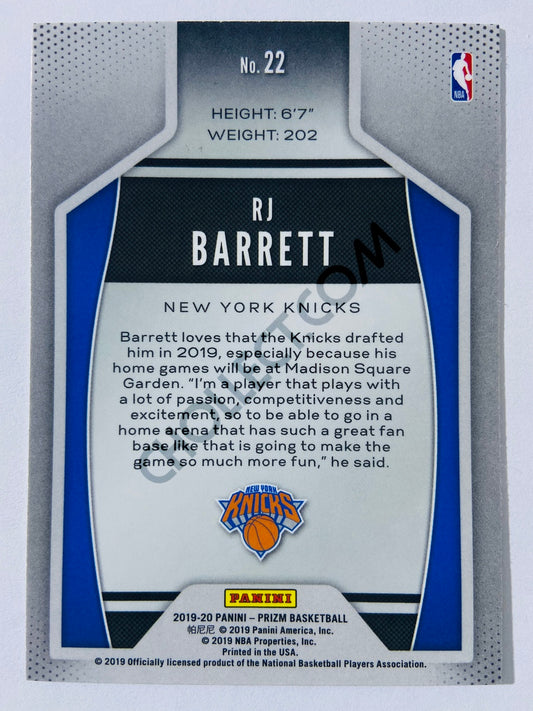 No. 22
NBA
HEIGHT: 6'7"
WEIGHT: 202
RJ
BARRETT
NEW YORK KNICKS
Barrett loves that the Knicks drafted
him in 2019, especially because his
home games will be at Madison Square
Garden. “I'm a player that plays with
a lot of passion, competitiveness and
excitement, so to be able to go in a
home arena that has such a great fan
base like that is going to make the
game so much more fun,” he said.
CHOLLECT.COM
NEW YORK
KNICKS
PANINI
2019-20 PANINI – PRIZM BASKETBALL
帕尼尼 © 2019 Panini America, Inc.
© 2019 NBA Properties, Inc.
Printed in the USA.
© 2019 Officially licensed product of the National Basketball Players Association.